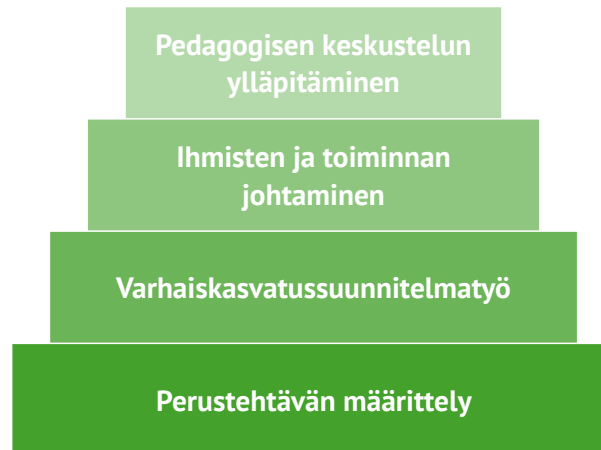 Pedagogisen keskustelun
ylläpitäminen
Ihmisten ja toiminnan
johtaminen
Varhaiskasvatussuunnitelmatyö
Perustehtävän määrittely